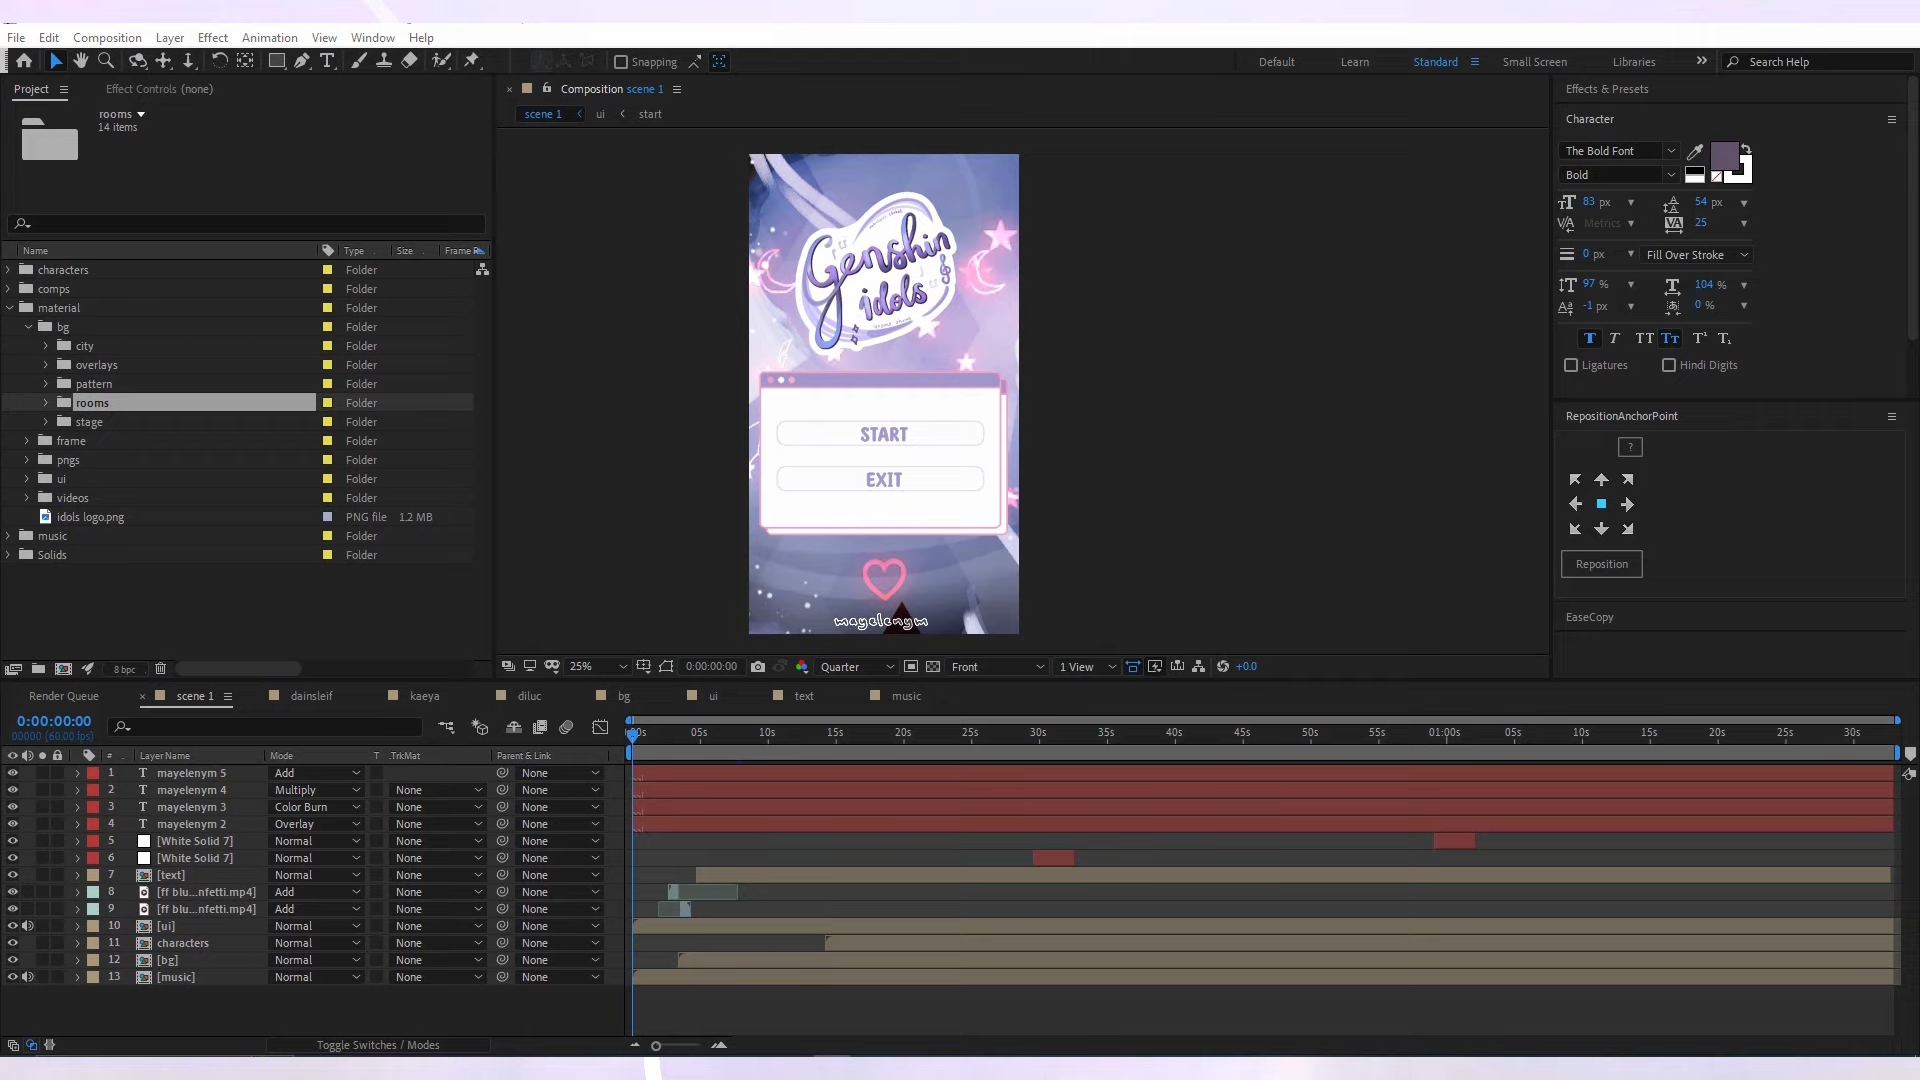 File Edit Composition Layer Effect Animation View Window Help
Snapping
Default Learn Standard Small Screen Libraries Search Help
Project Effect Controls (none)
rooms
14 items
Name Type Size Frame R
characters Folder
comps Folder
material Folder
bg Folder
city Folder
overlays Folder
pattern Folder
rooms Folder
stage Folder
frame Folder
pngs Folder
ui Folder
videos Folder
idols logo.png PNG file 1.2 MB
music Folder
Solids Folder
8 bpc
Composition scene 1
scene 1 ui start
Genshin
idols
START
EXIT
mayelenym
25% 0:00:00:00 Quarter Front 1 View +0.0
Effects & Presets
Character
The Bold Font
Bold
83 px 54 px
Metrics 25
0 px Fill Over Stroke
97 % 104 %
-1 px 0 %
T T TT Tт T¹ T₁
Ligatures Hindi Digits
RepositionAnchorPoint
?
Reposition
EaseCopy
Render Queue scene 1 dainsleif kaeya diluc bg ui text music
0:00:00:00
00000 (60.00 fps)
05s 10s 15s 20s 25s 30s 35s 40s 45s 50s 55s 01:00s 05s 10s 15s 20s 25s 30s
# Layer Name Mode T .TrkMat Parent & Link
1 T mayelenym 5 Add None
2 T mayelenym 4 Multiply None None
3 T mayelenym 3 Color Burn None None
4 T mayelenym 2 Overlay None None
5 [White Solid 7] Normal None None
6 [White Solid 7] Normal None None
7 [text] Normal None None
8 [ff blu...nfetti.mp4] Add None None
9 [ff blu...nfetti.mp4] Add None None
10 [ui] Normal None None
11 characters Normal None None
12 [bg] Normal None None
13 [music] Normal None None
Toggle Switches / Modes